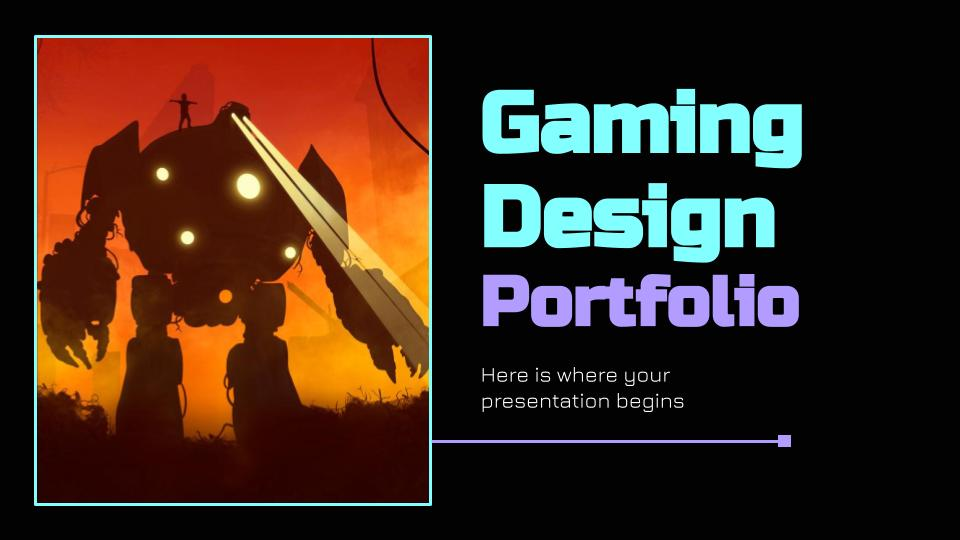 Gaming
Design
Portfolio
Here is where your
presentation begins